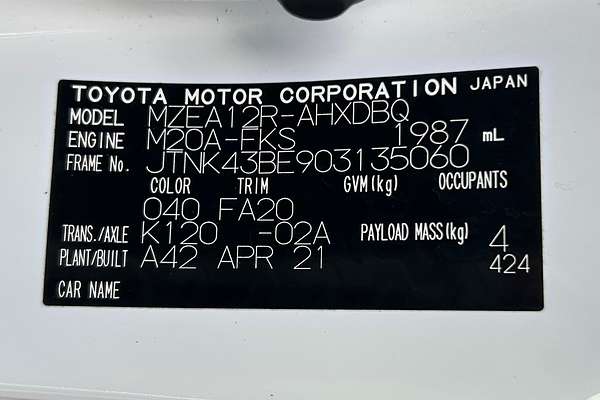 TOYOTA MOTOR CORPORATION JAPAN
MODEL MZEA12R-AHXDBQ
ENGINE M20A-FKS 1987 mL
FRAME No. JTNK43BE903135060
COLOR TRIM GVM(kg) OCCUPANTS
040 FA20
TRANS./AXLE K120 -02A PAYLOAD MASS(kg) 4
PLANT/BUILT A42 APR 21 424
CAR NAME